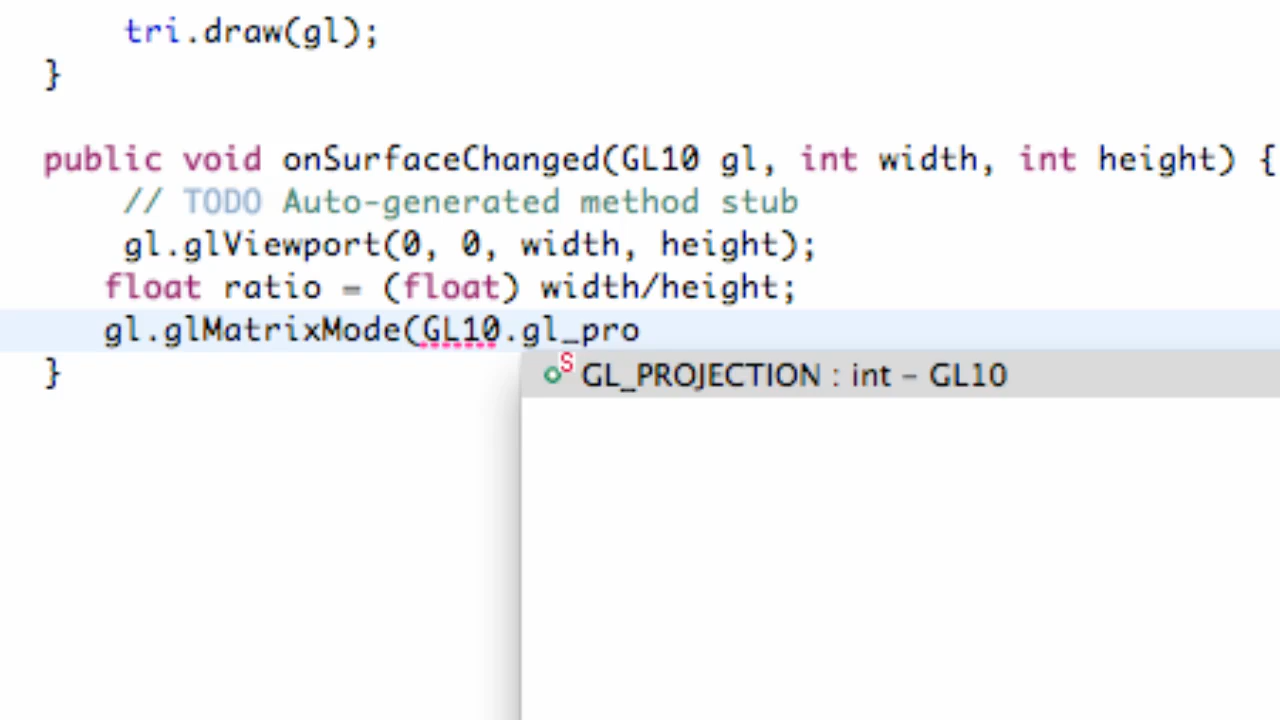 tri.draw(gl);
}
public void onSurfaceChanged(GL10 gl, int width, int height) {
// TODO Auto-generated method stub
gl.glViewport(0, 0, width, height);
float ratio = (float) width/height;
gl.glMatrixMode(GL10.gl_pro
S GL_PROJECTION : int – GL10
}